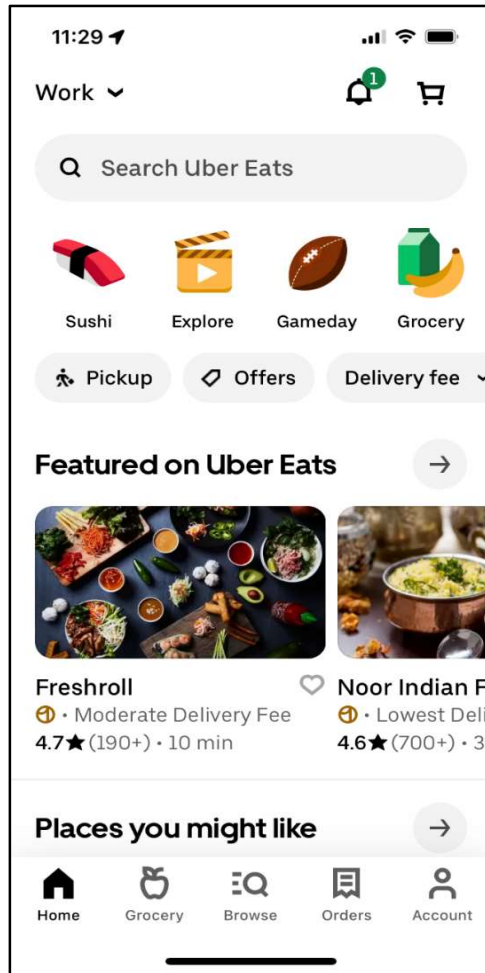 11:29
Work
1
Search Uber Eats
Sushi Explore Gameday Grocery
Pickup Offers Delivery fee
Featured on Uber Eats
Freshroll Noor Indian F
• Moderate Delivery Fee • Lowest Deli
4.7★(190+) • 10 min 4.6★(700+) • 3
Places you might like
Home Grocery Browse Orders Account